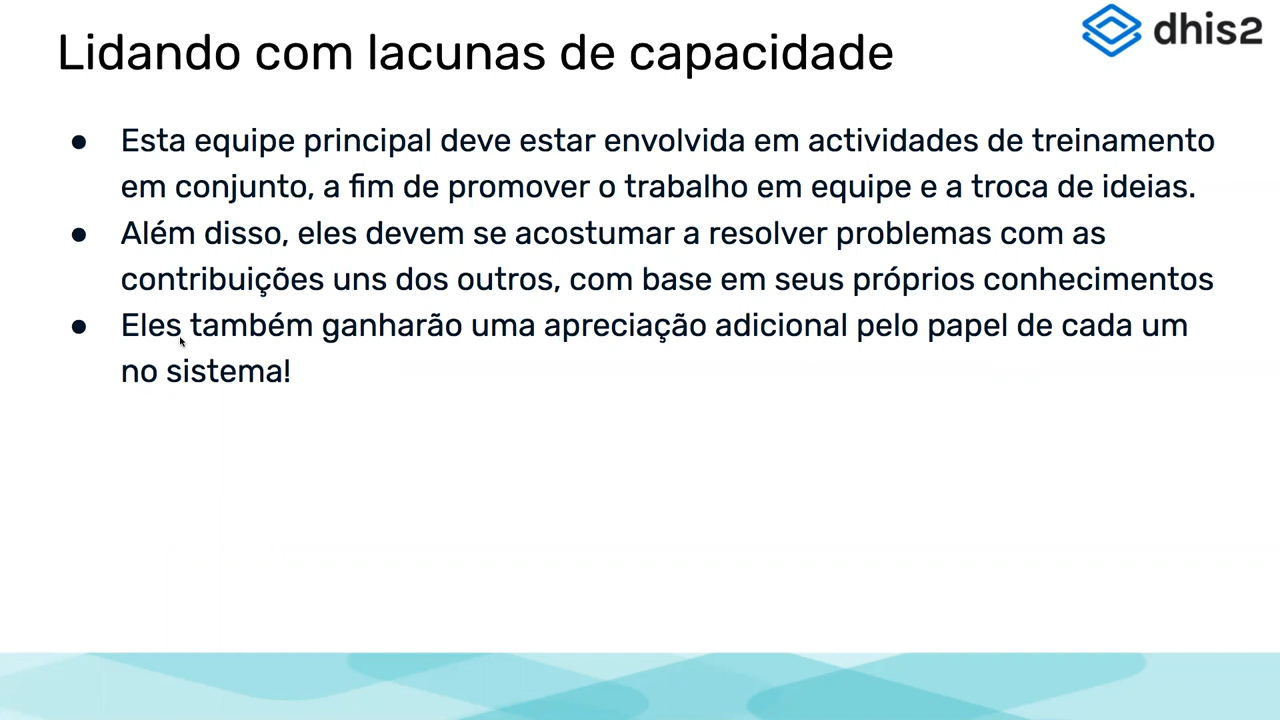 Lidando com lacunas de capacidade
dhis2
● Esta equipe principal deve estar envolvida em actividades de treinamento
em conjunto, a fim de promover o trabalho em equipe e a troca de ideias.
● Além disso, eles devem se acostumar a resolver problemas com as
contribuições uns dos outros, com base em seus próprios conhecimentos
● Eles também ganharão uma apreciação adicional pelo papel de cada um
no sistema!